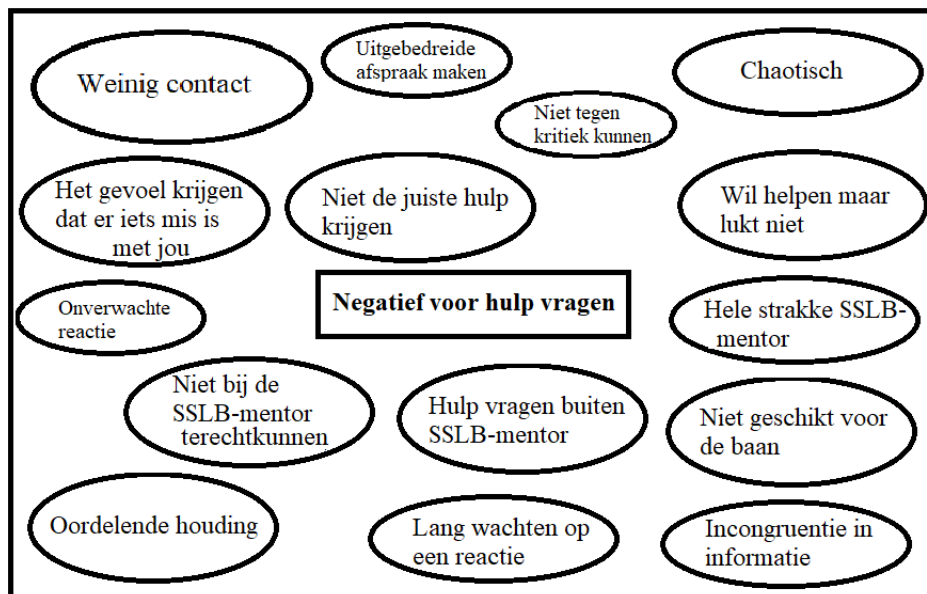 Weinig contact
Uitgebedreide
afspraak maken
Chaotisch
Niet tegen
kritiek kunnen
Het gevoel krijgen
dat er iets mis is
met jou
Niet de juiste hulp
krijgen
Wil helpen maar
lukt niet
Onverwachte
reactie
Negatief voor hulp vragen
Hele strakke SSLB-
mentor
Niet bij de
SSLB-mentor
terechtkunnen
Hulp vragen buiten
SSLB-mentor
Niet geschikt voor
de baan
Oordelende houding
Lang wachten op
een reactie
Incongruentie in
informatie